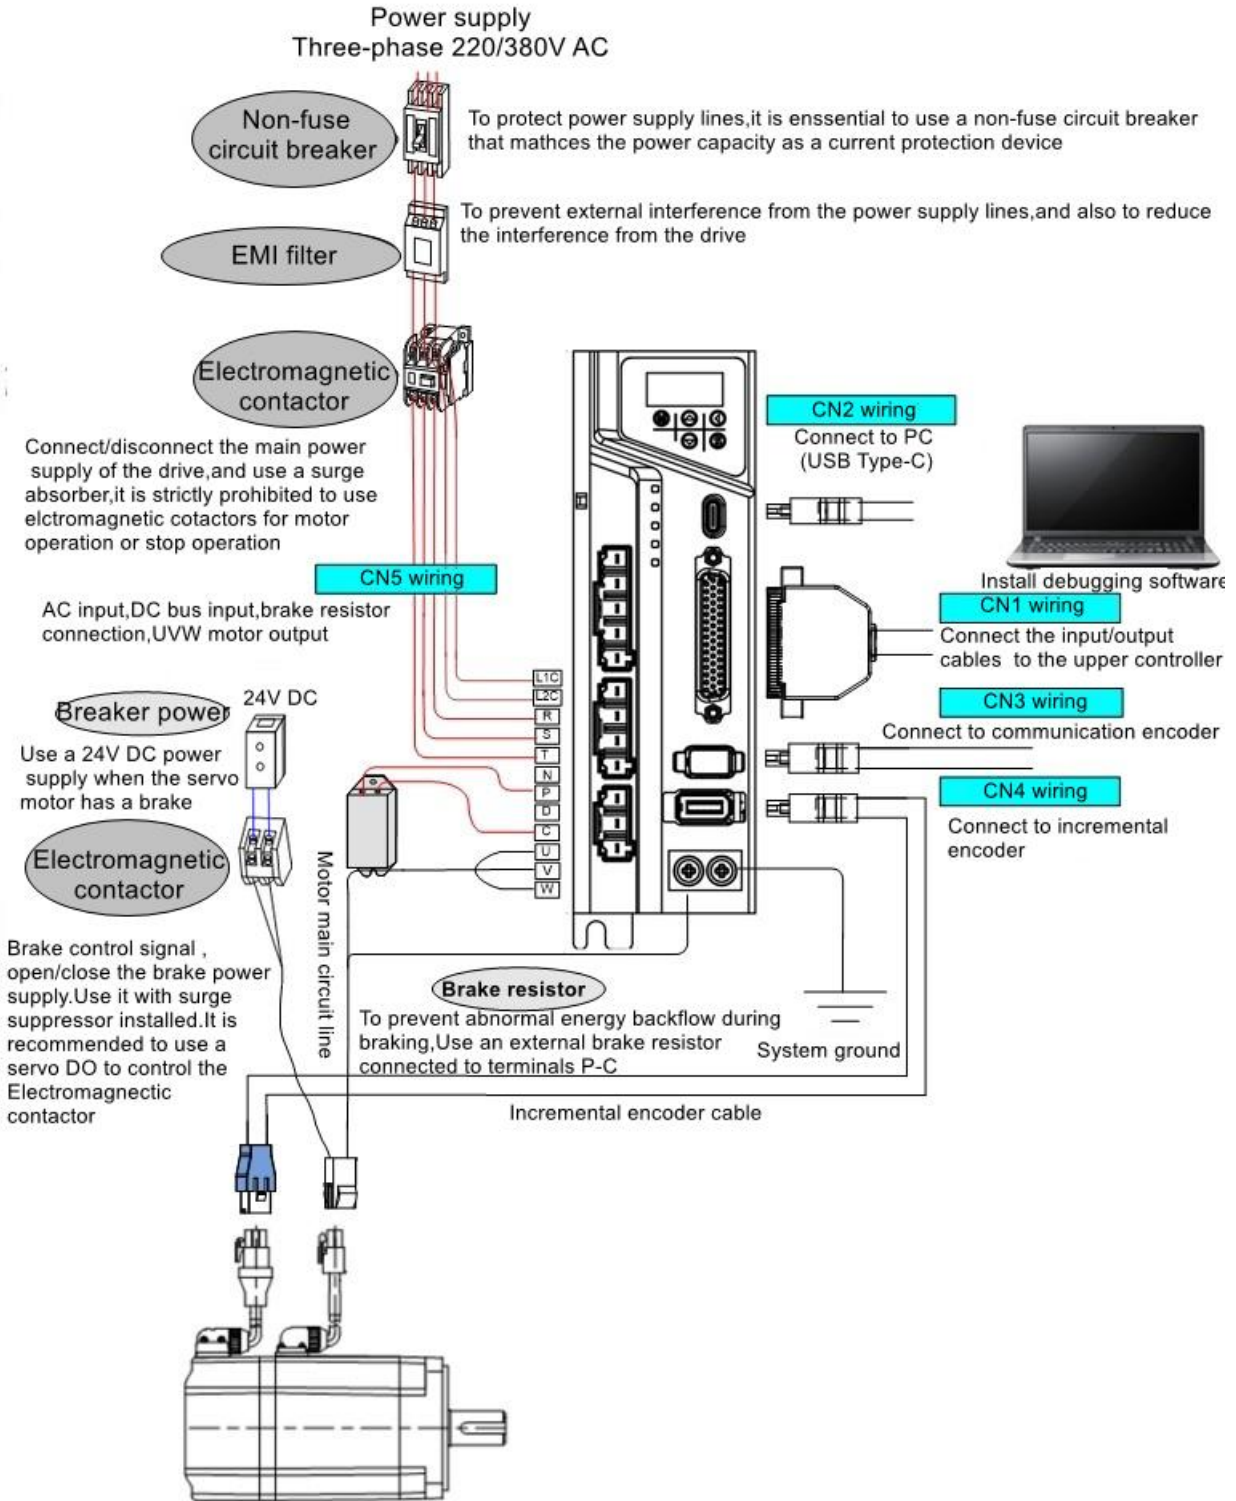 Power supply
Three-phase 220/380V AC
Non-fuse
circuit breaker
To protect power supply lines,it is enssential to use a non-fuse circuit breaker
that mathces the power capacity as a current protection device
EMI filter
To prevent external interference from the power supply lines,and also to reduce
the interference from the drive
Electromagnetic
contactor
Connect/disconnect the main power
supply of the drive,and use a surge
absorber,it is strictly prohibited to use
elctromagnetic cotactors for motor
operation or stop operation
CN2 wiring
Connect to PC
(USB Type-C)
Install debugging software
CN5 wiring
AC input,DC bus input,brake resistor
connection,UVW motor output
CN1 wiring
Connect the input/output
cables to the upper controller
CN3 wiring
Connect to communication encoder
CN4 wiring
Connect to incremental
encoder
L1C
L2C
R
S
T
N
P
D
C
U
V
W
24V DC
Breaker power
Use a 24V DC power
supply when the servo
motor has a brake
Electromagnetic
contactor
Brake control signal ,
open/close the brake power
supply.Use it with surge
suppressor installed.It is
recommended to use a
servo DO to control the
Electromagnectic
contactor
Motor main circuit line
Brake resistor
To prevent abnormal energy backflow during
braking,Use an external brake resistor
connected to terminals P-C
System ground
Incremental encoder cable